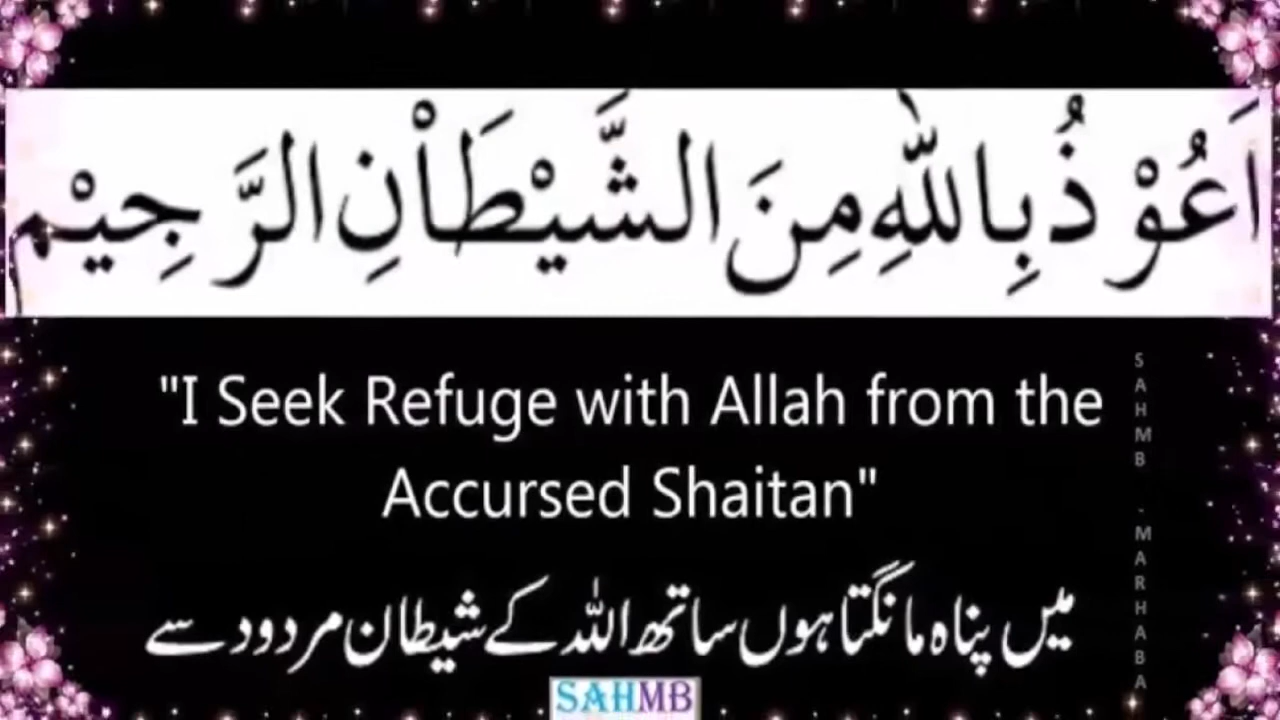 اَعُوْذُ بِاللّٰهِ مِنَ الشَّيْطَاْنِ الرَّجِيْم
"I Seek Refuge with Allah from the
Accursed Shaitan"
میں پناہ مانگتا ہوں ساتھ اللہ کے شیطان مردود سے
SAHMB
SAHMB - MARHABA